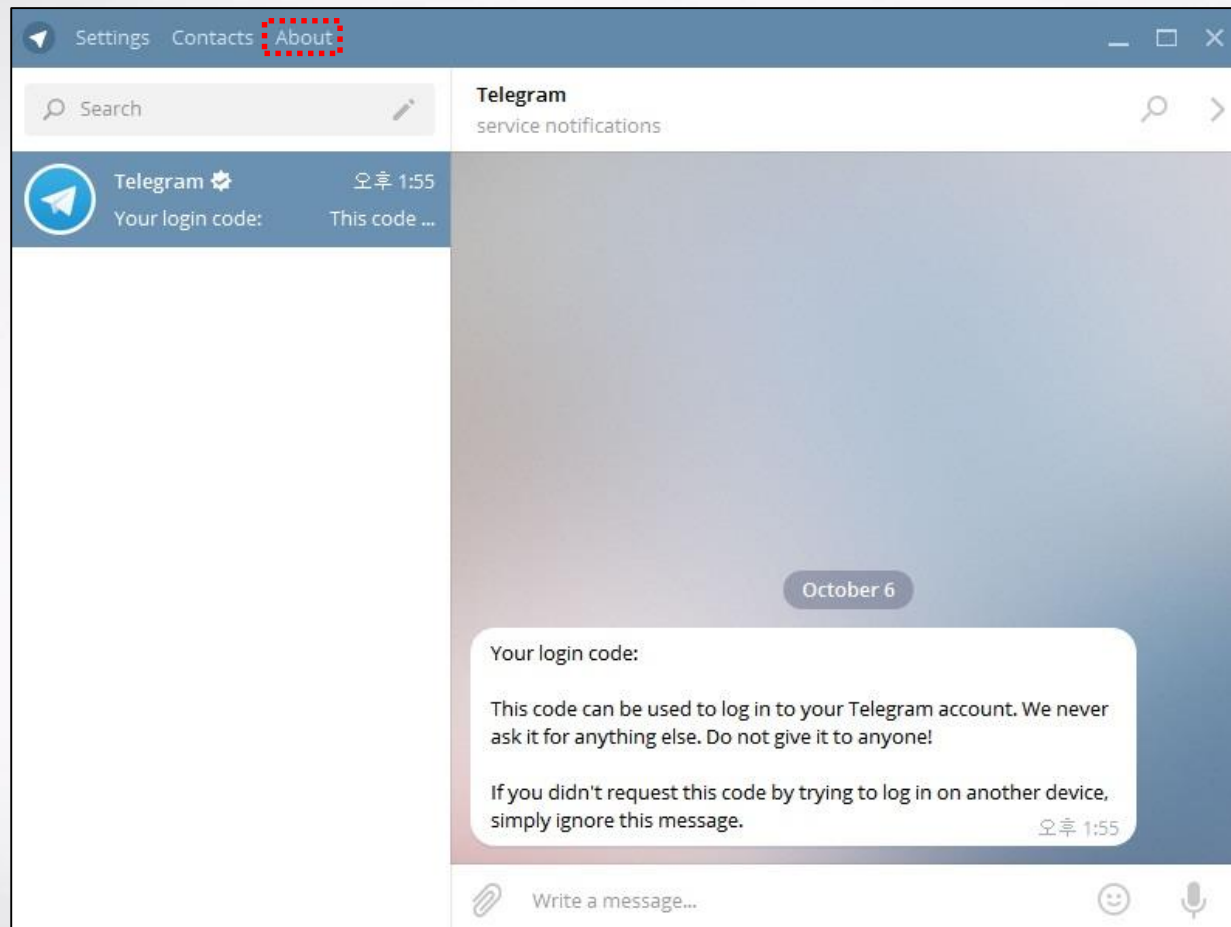 Settings Contacts About
Search
Telegram
service notifications
Telegram 오후 1:55
Your login code: This code ...
October 6
Your login code:
This code can be used to log in to your Telegram account. We never
ask it for anything else. Do not give it to anyone!
If you didn't request this code by trying to log in on another device,
simply ignore this message.
오후 1:55
Write a message...